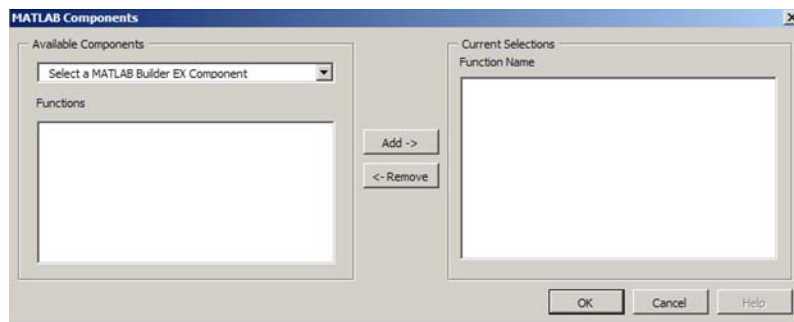 MATLAB Components
Available Components
Select a MATLAB Builder EX Component
Functions
Add ->
<- Remove
Current Selections
Function Name
OK
Cancel
Help